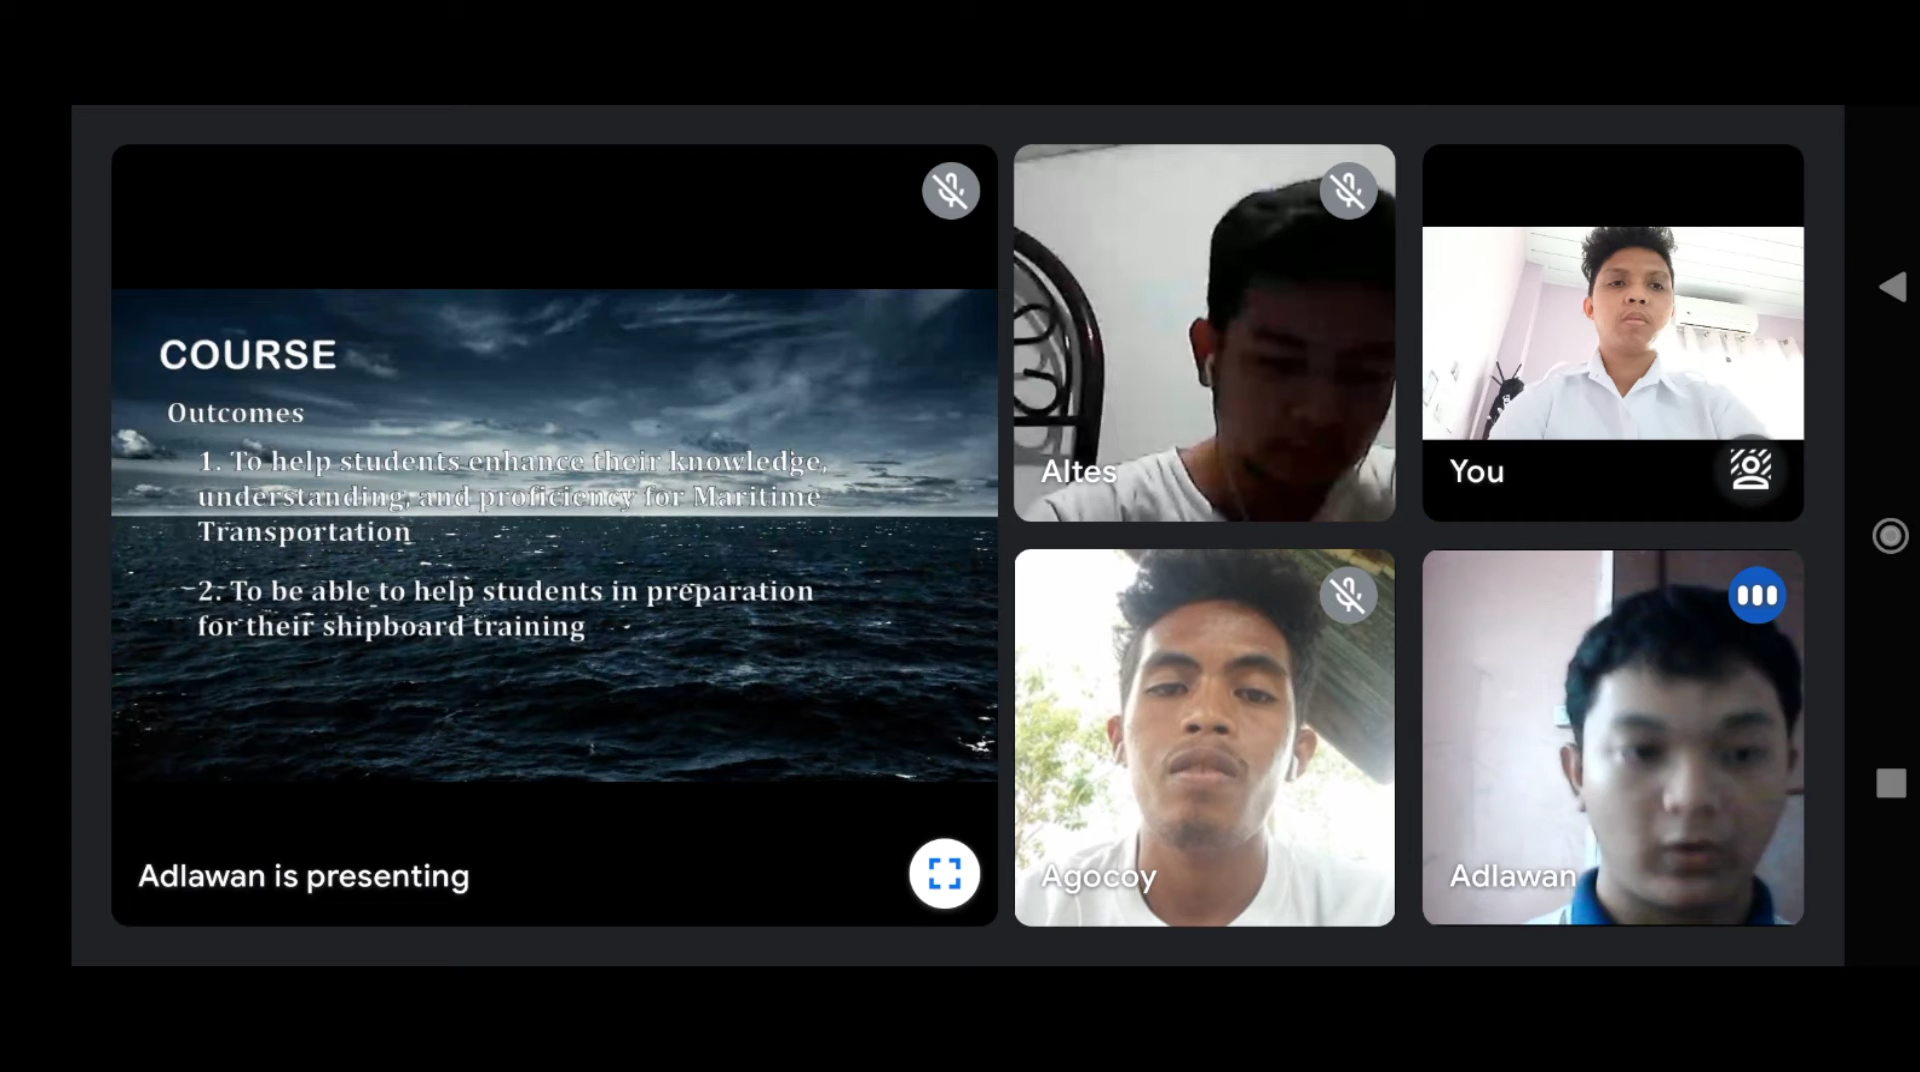 COURSE
Outcomes
1. To help students enhance their knowledge,
understanding, and proficiency for Maritime
Transportation
2. To be able to help students in preparation
for their shipboard training
Adlawan is presenting
Altes
You
Agocoy
Adlawan